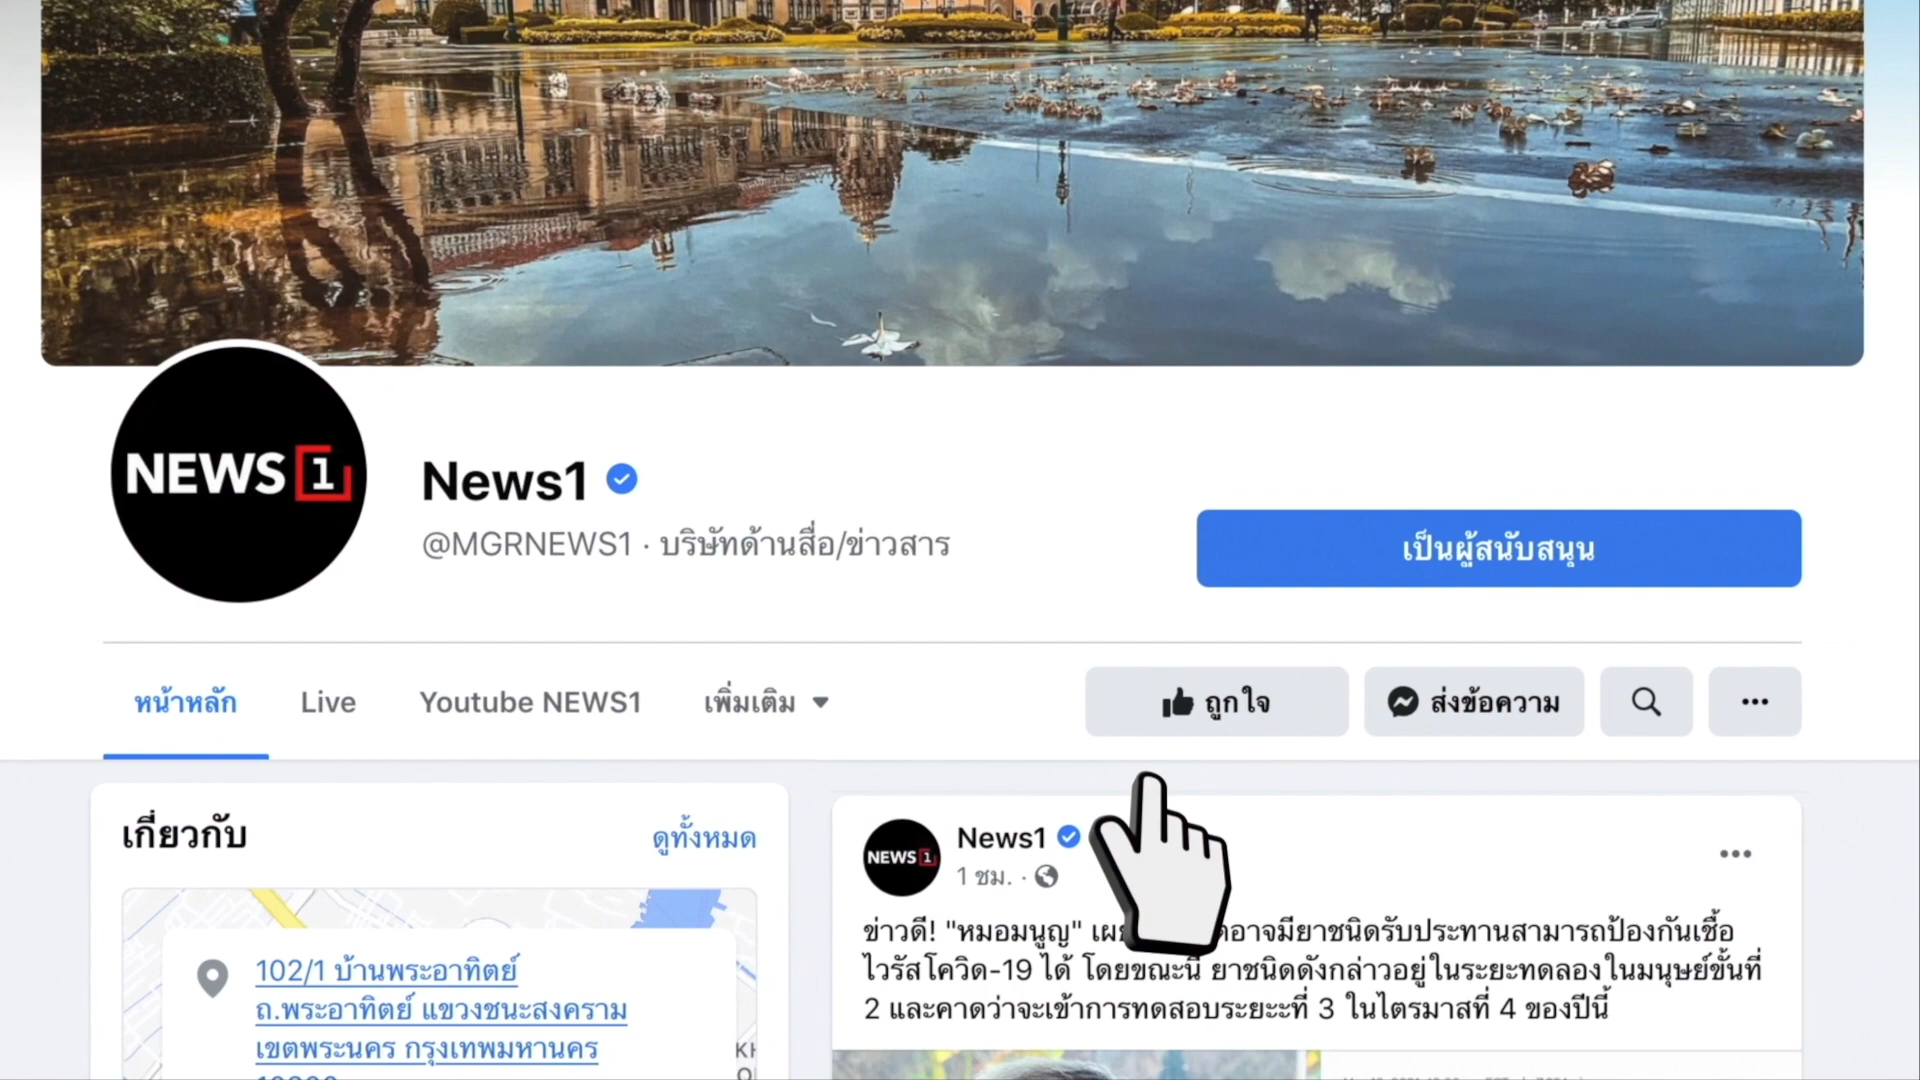 NEWS 1
News1
@MGRNEWS1 · บริษัทด้านสื่อ/ข่าวสาร
เป็นผู้สนับสนุน
หน้าหลัก
Live
Youtube NEWS1
เพิ่มเติม
ถูกใจ
ส่งข้อความ
เกี่ยวกับ
ดูทั้งหมด
102/1 บ้านพระอาทิตย์
ถ.พระอาทิตย์ แขวงชนะสงคราม
เขตพระนคร กรุงเทพมหานคร
NEWS 1
News1
1 ชม. ·
ข่าวดี! "หมอมนูญ" อาจมียาชนิดรับประทานสามารถป้องกันเชื้อ
ไวรัสโควิด-19 ได้ โดยขณะนี้ ยาชนิดดังกล่าวอยู่ในระยะทดลองในมนุษย์ขั้นที่
2 และคาดว่าจะเข้าการทดสอบระยะะที่ 3 ในไตรมาสที่ 4 ของปีนี้